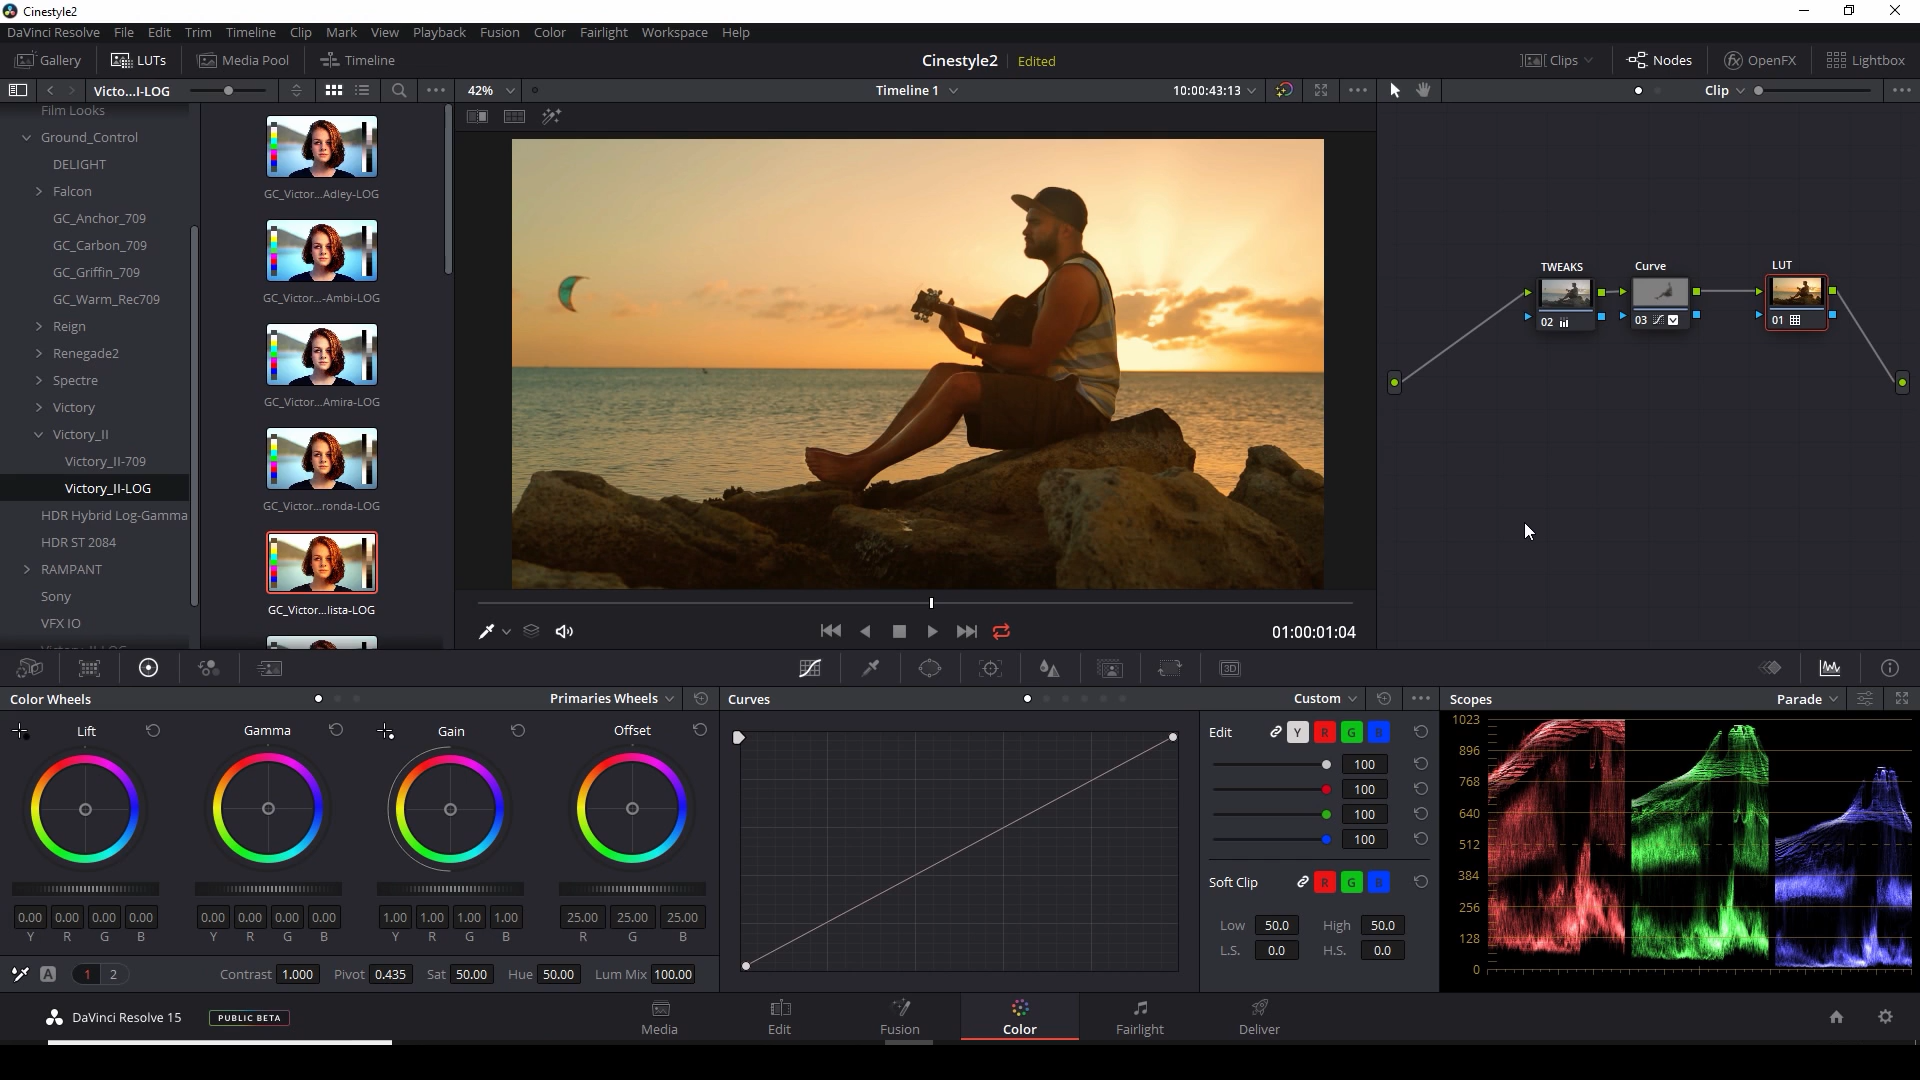 Cinestyle2
DaVinci Resolve File Edit Trim Timeline Clip Mark View Playback Fusion Color Fairlight Workspace Help
Gallery LUTs Media Pool Timeline Cinestyle2 Edited Clips Nodes OpenFX Lightbox
Victo...I-LOG 42% Timeline 1 10:00:43:13 Clip
Film Looks
Ground_Control
DELIGHT
Falcon
GC_Anchor_709
GC_Carbon_709
GC_Griffin_709
GC_Warm_Rec709
Reign
Renegade2
Spectre
Victory
Victory_II
Victory_II-709
Victory_II-LOG
HDR Hybrid Log-Gamma
HDR ST 2084
RAMPANT
Sony
VFX IO
GC_Victor...Adley-LOG
GC_Victor...-Ambi-LOG
GC_Victor...Amira-LOG
GC_Victor...ronda-LOG
GC_Victor...lista-LOG
TWEAKS Curve LUT
02 03 01
01:00:01:04
3D
Color Wheels Primaries Wheels Curves Custom Scopes Parade
Lift Gamma Gain Offset
0.00 0.00 0.00 0.00 0.00 0.00 0.00 0.00 1.00 1.00 1.00 1.00 25.00 25.00 25.00
Y R G B Y R G B Y R G B R G B
A 1 2 Contrast 1.000 Pivot 0.435 Sat 50.00 Hue 50.00 Lum Mix 100.00
Edit Y R G B
100
100
100
100
Soft Clip R G B
Low 50.0 High 50.0
L.S. 0.0 H.S. 0.0
1023
896
768
640
512
384
256
128
0
DaVinci Resolve 15 PUBLIC BETA
Media Edit Fusion Color Fairlight Deliver